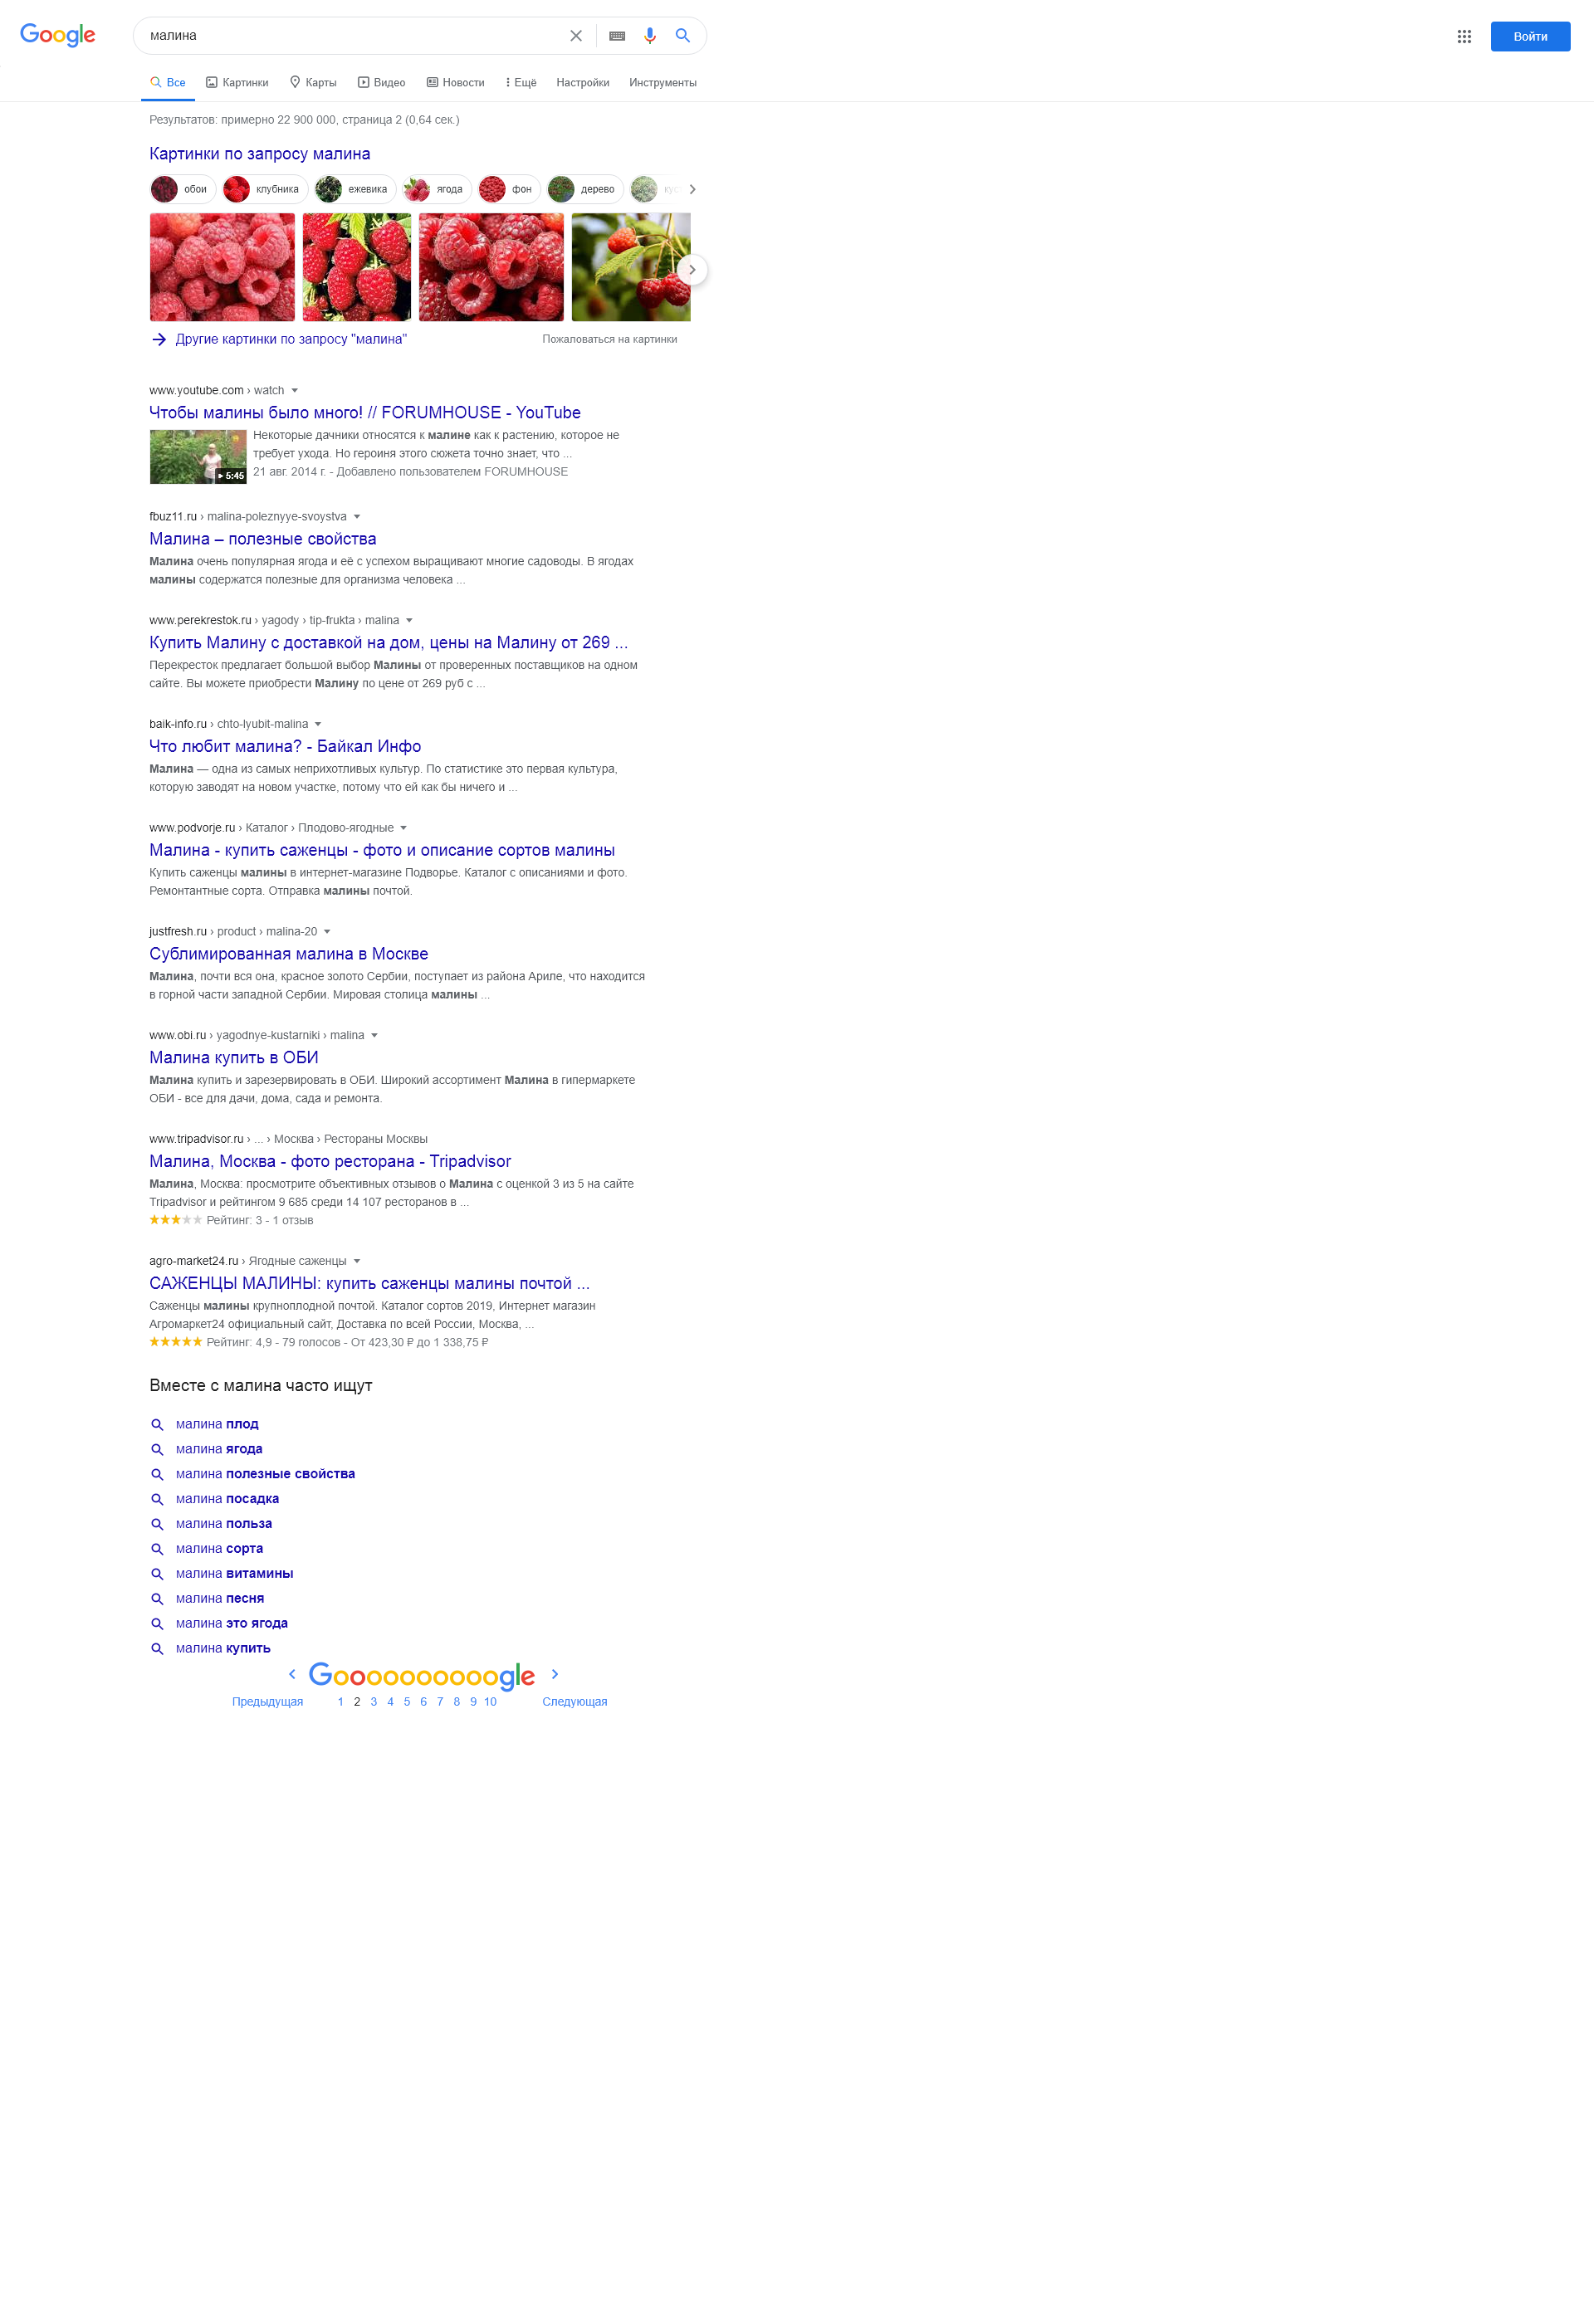 Google
малина
Войти
Все Картинки Карты Видео Новости Ещё Настройки Инструменты
Результатов: примерно 22 900 000, страница 2 (0,64 сек.)
Картинки по запросу малина
обои клубника ежевика ягода фон дерево
Другие картинки по запросу "малина" Пожаловаться на картинки
www.youtube.com › watch
Чтобы малины было много! // FORUMHOUSE - YouTube
Некоторые дачники относятся к малине как к растению, которое не
требует ухода. Но героиня этого сюжета точно знает, что ...
5:45
21 авг. 2014 г. - Добавлено пользователем FORUMHOUSE
fbuz11.ru › malina-poleznyye-svoystva
Малина – полезные свойства
Малина очень популярная ягода и её с успехом выращивают многие садоводы. В ягодах
малины содержатся полезные для организма человека ...
www.perekrestok.ru › yagody › tip-frukta › malina
Купить Малину с доставкой на дом, цены на Малину от 269 ...
Перекресток предлагает большой выбор Малины от проверенных поставщиков на одном
сайте. Вы можете приобрести Малину по цене от 269 руб с ...
baik-info.ru › chto-lyubit-malina
Что любит малина? - Байкал Инфо
Малина — одна из самых неприхотливых культур. По статистике это первая культура,
которую заводят на новом участке, потому что ей как бы ничего и ...
www.podvorje.ru › Каталог › Плодово-ягодные
Малина - купить саженцы - фото и описание сортов малины
Купить саженцы малины в интернет-магазине Подворье. Каталог с описаниями и фото.
Ремонтантные сорта. Отправка малины почтой.
justfresh.ru › product › malina-20
Сублимированная малина в Москве
Малина, почти вся она, красное золото Сербии, поступает из района Ариле, что находится
в горной части западной Сербии. Мировая столица малины ...
www.obi.ru › yagodnye-kustarniki › malina
Малина купить в ОБИ
Малина купить и зарезервировать в ОБИ. Широкий ассортимент Малина в гипермаркете
ОБИ - все для дачи, дома, сада и ремонта.
www.tripadvisor.ru › ... › Москва › Рестораны Москвы
Малина, Москва - фото ресторана - Tripadvisor
Малина, Москва: просмотрите объективных отзывов о Малина с оценкой 3 из 5 на сайте
Tripadvisor и рейтингом 9 685 среди 14 107 ресторанов в ...
Рейтинг: 3 - 1 отзыв
agro-market24.ru › Ягодные саженцы
САЖЕНЦЫ МАЛИНЫ: купить саженцы малины почтой ...
Саженцы малины крупноплодной почтой. Каталог сортов 2019, Интернет магазин
Агромаркет24 официальный сайт, Доставка по всей России, Москва, ...
Рейтинг: 4,9 - 79 голосов - От 423,30 ₽ до 1 338,75 ₽
Вместе с малина часто ищут
малина плод
малина ягода
малина полезные свойства
малина посадка
малина польза
малина сорта
малина витамины
малина песня
малина это ягода
малина купить
Goooooooooogle
Предыдущая 1 2 3 4 5 6 7 8 9 10 Следующая